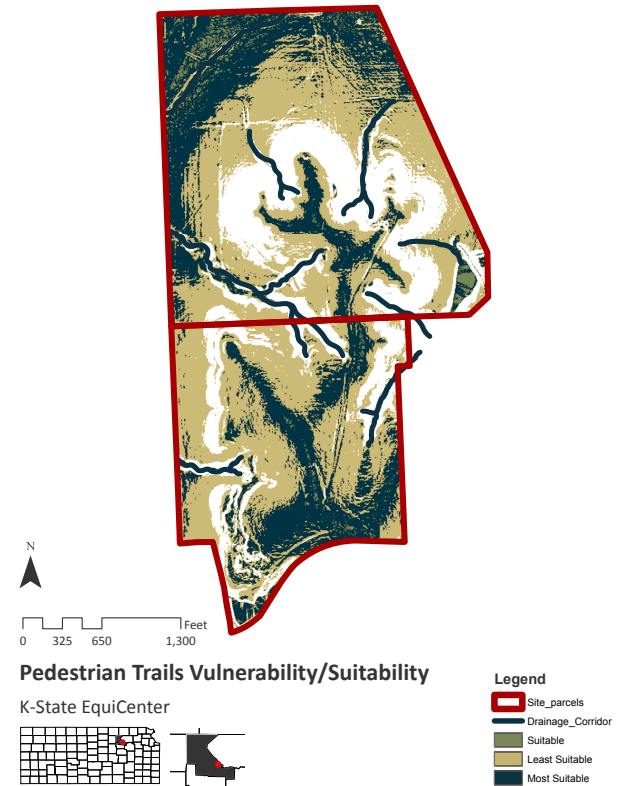 N
Feet
0 325 650 1,300
Pedestrian Trails Vulnerability/Suitability
K-State EquiCenter
Legend
Site_parcels
Drainage_Corridor
Suitable
Least Suitable
Most Suitable